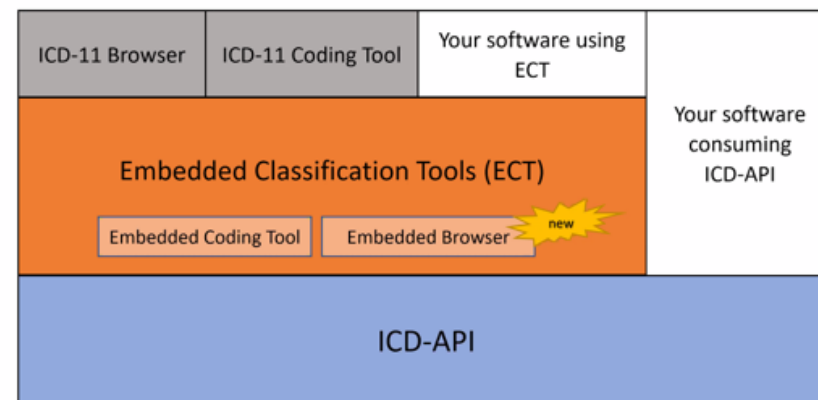 ICD-11 Browser
ICD-11 Coding Tool
Your software using
ECT
Your software
consuming
ICD-API
Embedded Classification Tools (ECT)
Embedded Coding Tool
Embedded Browser
new
ICD-API